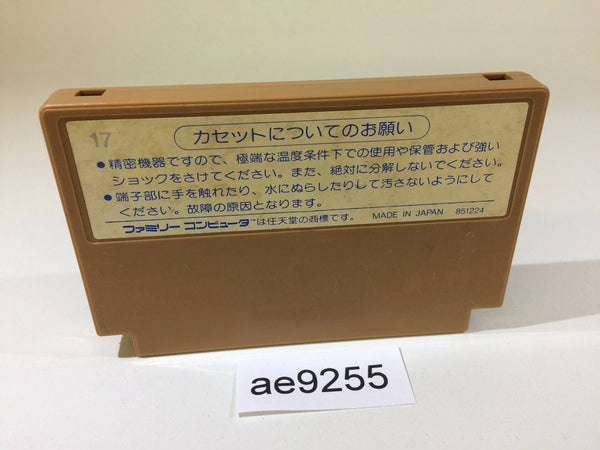 17
カセットについてのお願い
●精密機器ですので、極端な温度条件下での使用や保管および強い
ショックをさけてください。また、絶対に分解しないでください。
●端子部に手を触れたり、水にぬらしたりして汚さないようにして
ください。故障の原因となります。
ファミリー コンピュータ™は任天堂の商標です。 MADE IN JAPAN 851224
ae9255